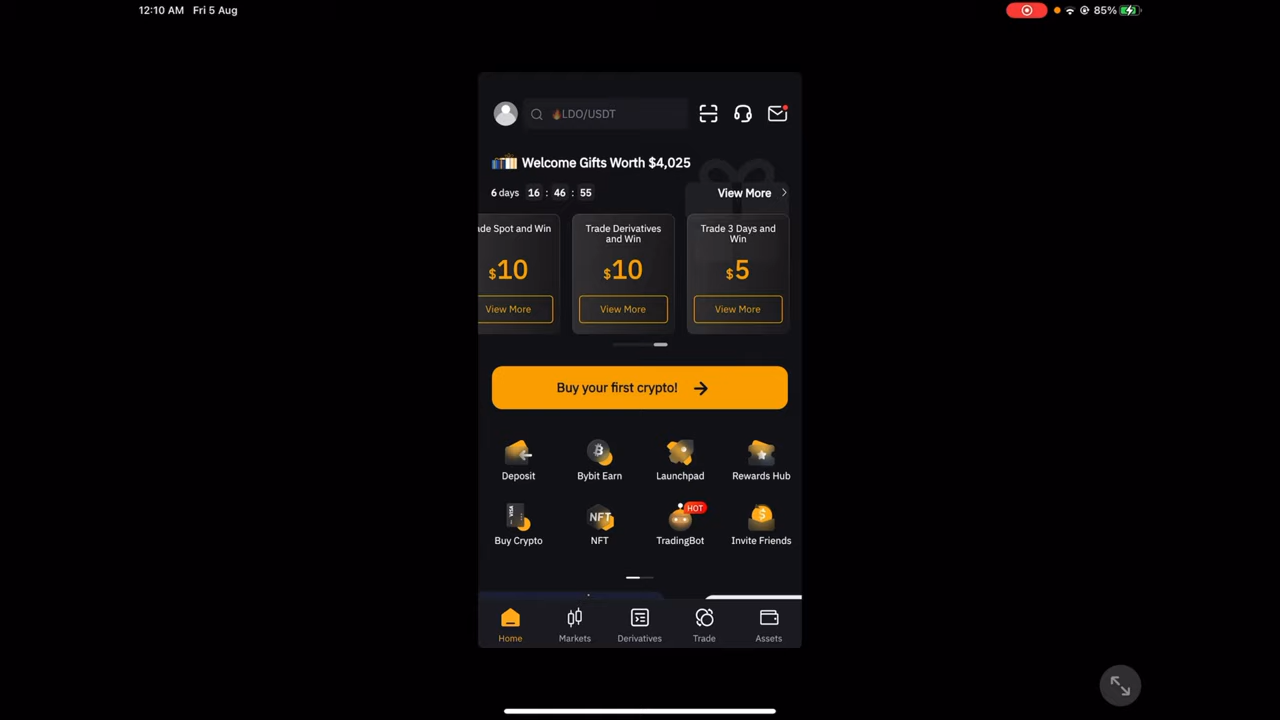 12:10 AM Fri 5 Aug
85%
LDO/USDT
Welcome Gifts Worth $4,025
6 days 16 : 46 : 55
View More
ade Spot and Win
$10
View More
Trade Derivatives
and Win
$10
View More
Trade 3 Days and
Win
$5
View More
Buy your first crypto!
Deposit
Bybit Earn
Launchpad
Rewards Hub
VISA
Buy Crypto
NFT
NFT
HOT
TradingBot
Invite Friends
Home
Markets
Derivatives
Trade
Assets